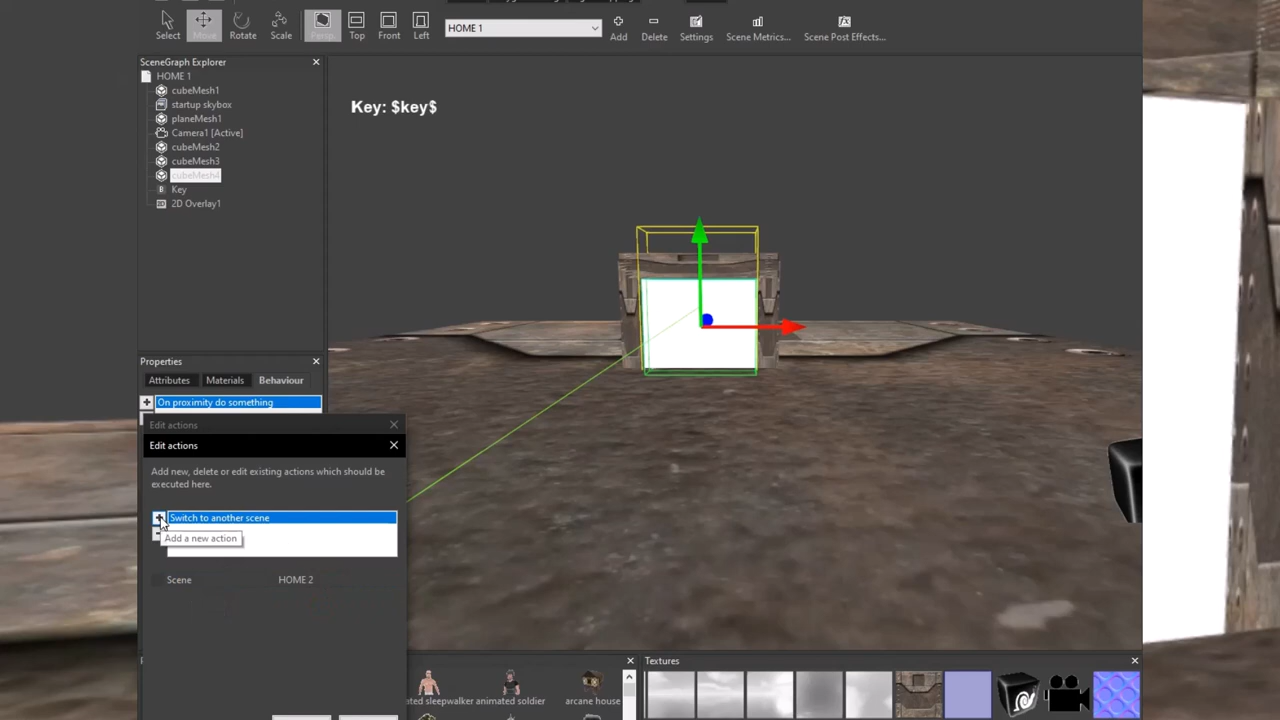 Select Move Rotate Scale Persp. Top Front Left HOME 1 Add Delete Settings Scene Metrics... Scene Post Effects...
SceneGraph Explorer
HOME 1
cubeMesh1
startup skybox
planeMesh1
Camera1 [Active]
cubeMesh2
cubeMesh3
cubeMesh4
Key
2D Overlay1
Key: $key$
Properties
Attributes Materials Behaviour
On proximity do something
Edit actions
Edit actions
Add new, delete or edit existing actions which should be
executed here.
Switch to another scene
Add a new action
Scene HOME 2
ated sleepwalker animated soldier arcane house
Textures